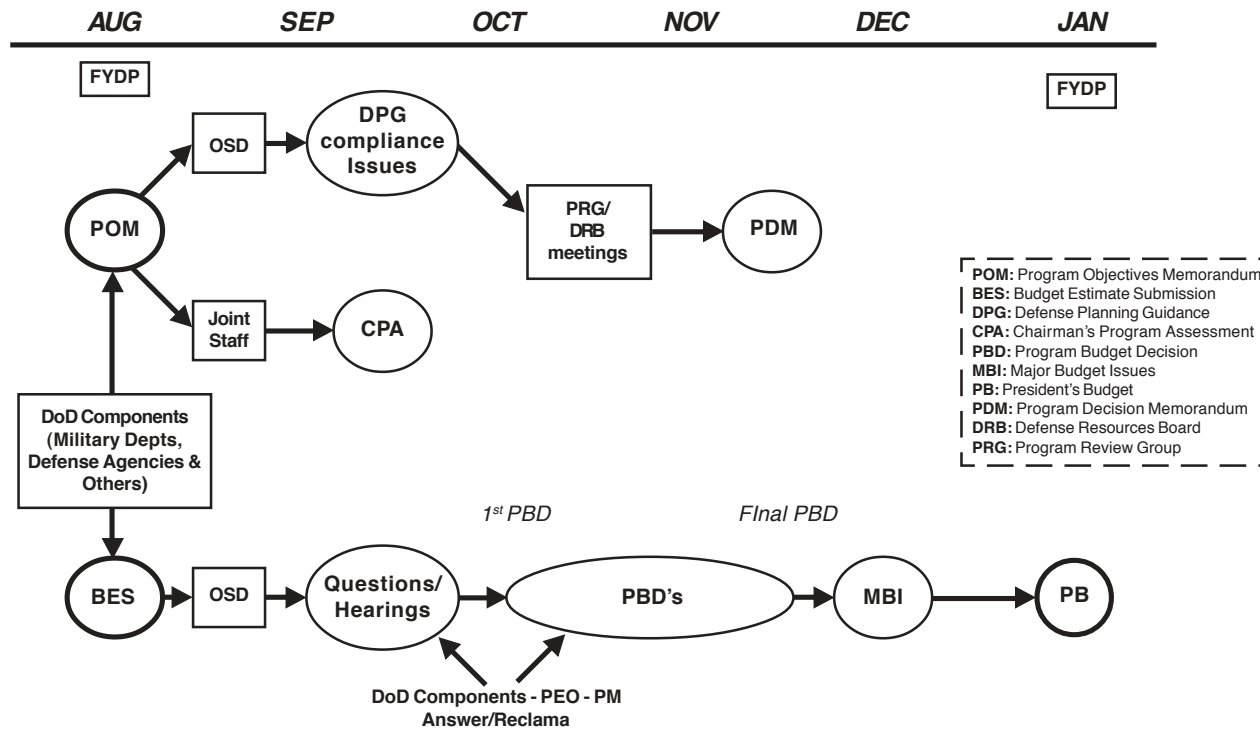 AUG SEP OCT NOV DEC JAN
FYDP
FYDP
OSD
DPG
compliance
Issues
POM
PRG/
DRB
meetings
PDM
Joint
Staff
CPA
POM: Program Objectives Memorandum
BES: Budget Estimate Submission
DPG: Defense Planning Guidance
CPA: Chairman's Program Assessment
PBD: Program Budget Decision
MBI: Major Budget Issues
PB: President's Budget
PDM: Program Decision Memorandum
DRB: Defense Resources Board
PRG: Program Review Group
DoD Components
(Military Depts,
Defense Agencies &
Others)
1st PBD
FInal PBD
BES
OSD
Questions/
Hearings
PBD's
MBI
PB
DoD Components - PEO - PM
Answer/Reclama